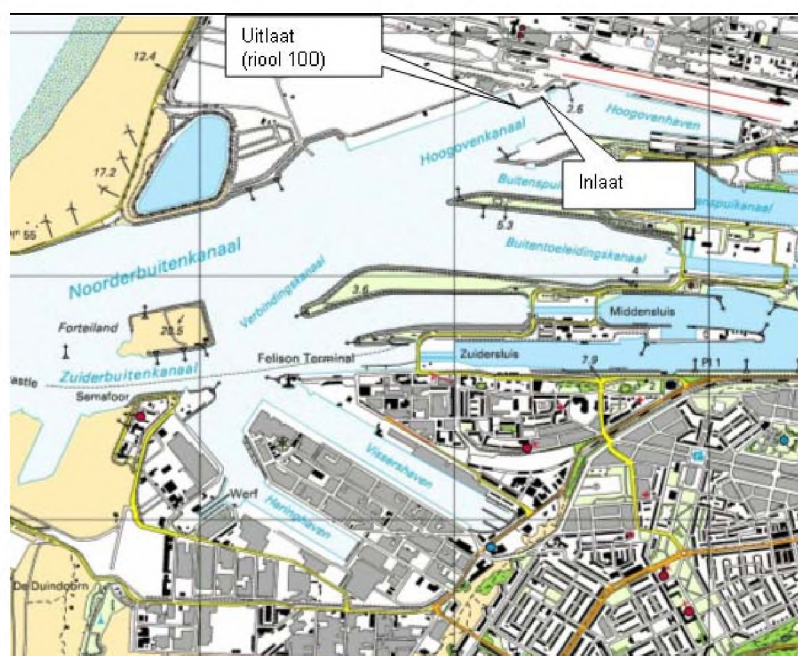 Uitlaat
(riool 100)
12.4
2.6
Hoogovenhaven
Hoogovenkanaal
17.2
Inlaat
5.3
Buitentoeleidingskanaal
4
Noorderbuitenkanaal
Verbindingskanaal
3.6
Middensluis
Forteiland
20.5
Felison Terminal
Zuidersluis
7.9
Zuiderbuitenkanaal
Semafoor
Vissershaven
Werf
Haringhaven
De Duindoorn